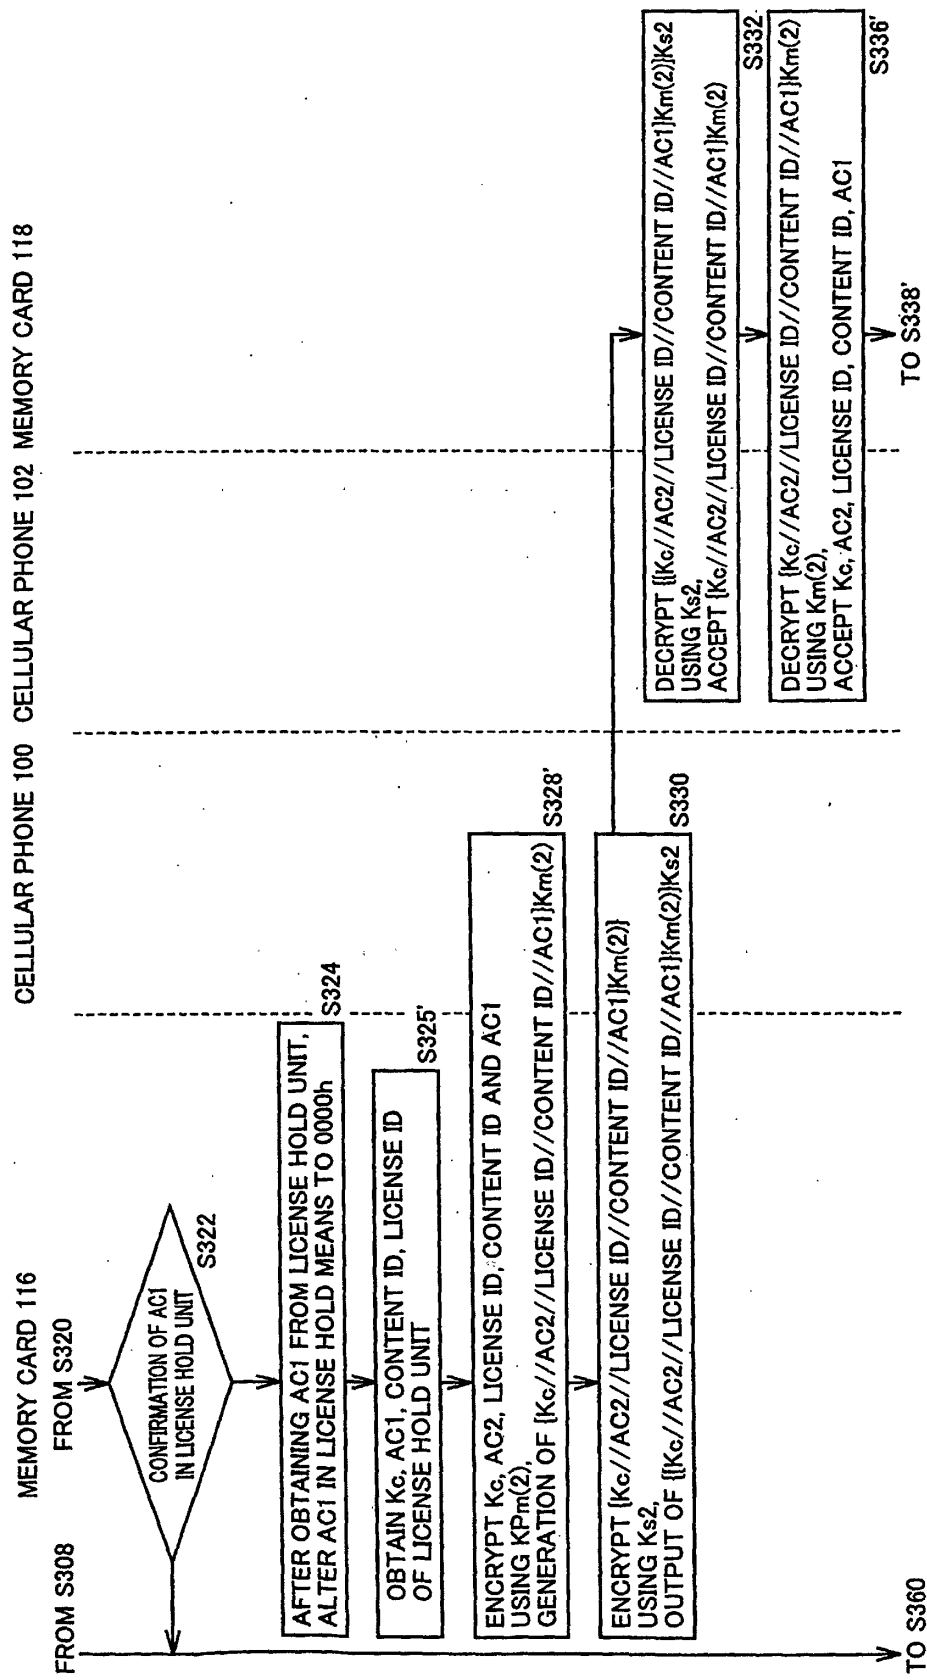 MEMORY CARD 116
CELLULAR PHONE 100
CELLULAR PHONE 102
MEMORY CARD 118
FROM S308
FROM S320
CONFIRMATION OF AC1
IN LICENSE HOLD UNIT
S322
AFTER OBTAINING AC1 FROM LICENSE HOLD UNIT,
ALTER AC1 IN LICENSE HOLD MEANS TO 0000h
S324
OBTAIN Kc, AC1, CONTENT ID, LICENSE ID
OF LICENSE HOLD UNIT
S325'
ENCRYPT Kc, AC2, LICENSE ID, CONTENT ID AND AC1
USING KPm(2),
GENERATION OF {Kc//AC2//LICENSE ID//CONTENT ID//AC1}Km(2)
S328'
ENCRYPT {Kc//AC2//LICENSE ID//CONTENT ID//AC1}Km(2)}
USING Ks2,
OUTPUT OF {{Kc//AC2//LICENSE ID//CONTENT ID//AC1}Km(2)}Ks2
S330
DECRYPT {{Kc//AC2//LICENSE ID//CONTENT ID//AC1}Km(2)}Ks2
USING Ks2,
ACCEPT {Kc//AC2//LICENSE ID//CONTENT ID//AC1}Km(2)
S332
DECRYPT {Kc//AC2//LICENSE ID//CONTENT ID//AC1}Km(2)
USING Km(2),
ACCEPT Kc, AC2, LICENSE ID, CONTENT ID, AC1
S336'
TO S338'
TO S360